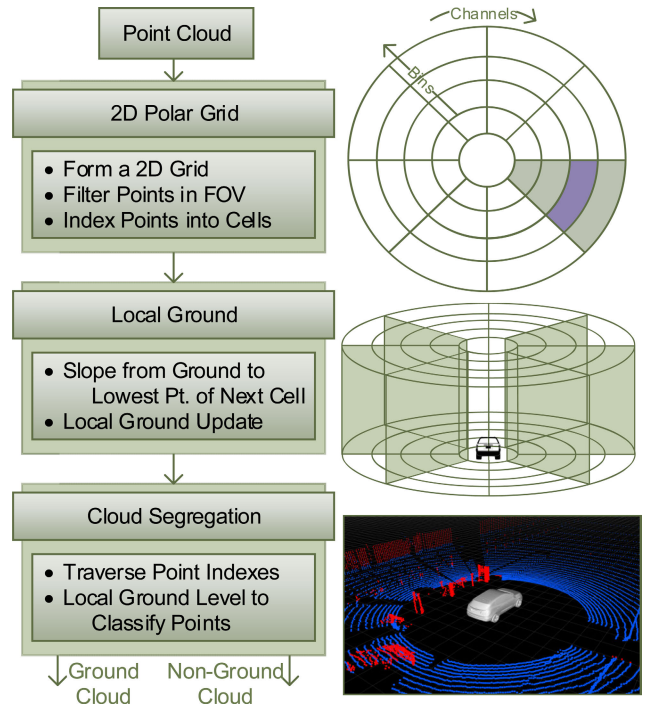 Point Cloud
2D Polar Grid
• Form a 2D Grid
• Filter Points in FOV
• Index Points into Cells
Local Ground
• Slope from Ground to
Lowest Pt. of Next Cell
• Local Ground Update
Cloud Segregation
• Traverse Point Indexes
• Local Ground Level to
Classify Points
Ground
Cloud
Non-Ground
Cloud
Channels
Bins